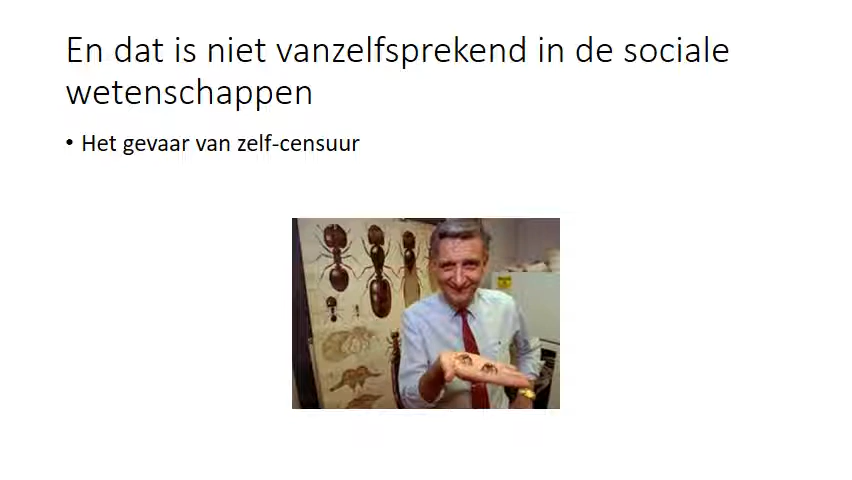 En dat is niet vanzelfsprekend in de sociale
wetenschappen
• Het gevaar van zelf-censuur